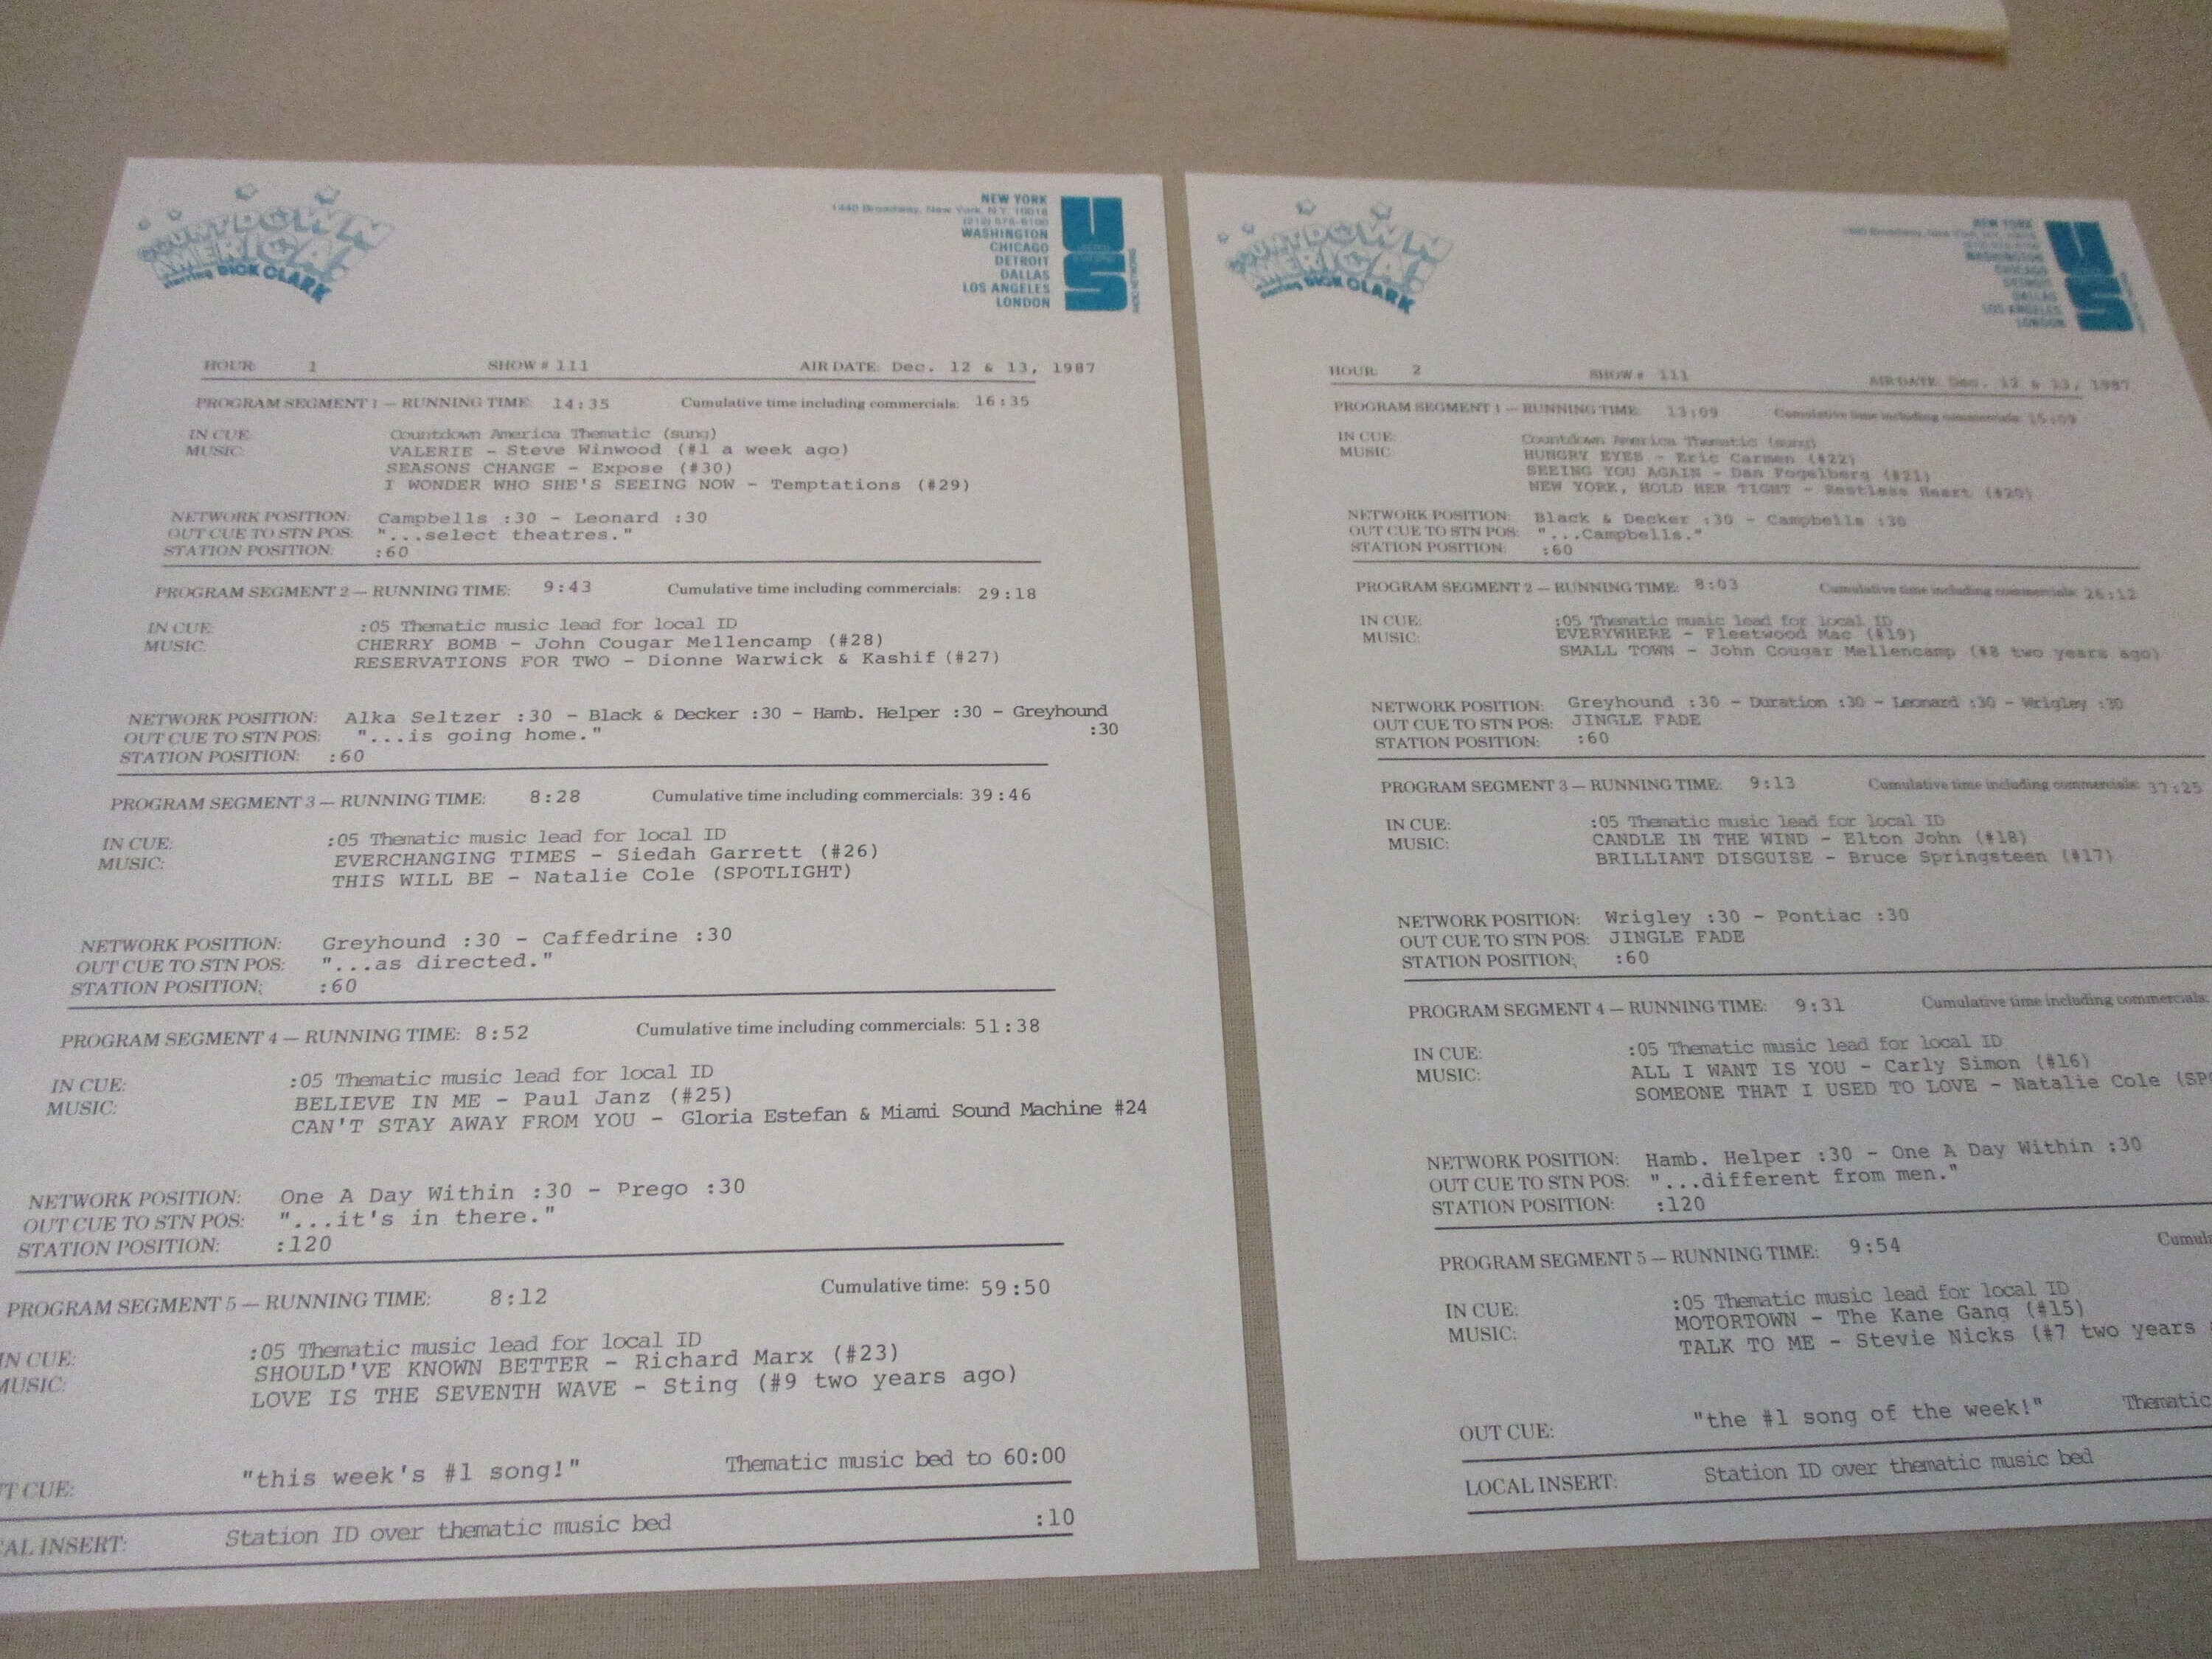 COUNTDOWN
AMERICA!
starring DICK CLARK
NEW YORK
1440 Broadway, New York, N.Y. 10018
(212) 575-6100
WASHINGTON
CHICAGO
DETROIT
DALLAS
LOS ANGELES
LONDON
US
HOUR: 1 SHOW # 111 AIR DATE: Dec. 12 & 13, 1987
PROGRAM SEGMENT 1 — RUNNING TIME: 14:35 Cumulative time including commercials: 16:35
IN CUE: Countdown America Thematic (sung)
MUSIC: VALERIE - Steve Winwood (#1 a week ago)
SEASONS CHANGE - Expose (#30)
I WONDER WHO SHE'S SEEING NOW - Temptations (#29)
NETWORK POSITION: Campbells :30 - Leonard :30
OUT CUE TO STN POS: "...select theatres."
STATION POSITION: :60
PROGRAM SEGMENT 2 — RUNNING TIME: 9:43 Cumulative time including commercials: 29:18
IN CUE: :05 Thematic music lead for local ID
MUSIC: CHERRY BOMB - John Cougar Mellencamp (#28)
RESERVATIONS FOR TWO - Dionne Warwick & Kashif (#27)
NETWORK POSITION: Alka Seltzer :30 - Black & Decker :30 - Hamb. Helper :30 - Greyhound
:30
OUT CUE TO STN POS: "...is going home."
STATION POSITION: :60
PROGRAM SEGMENT 3 — RUNNING TIME: 8:28 Cumulative time including commercials: 39:46
IN CUE: :05 Thematic music lead for local ID
MUSIC: EVERCHANGING TIMES - Siedah Garrett (#26)
THIS WILL BE - Natalie Cole (SPOTLIGHT)
NETWORK POSITION: Greyhound :30 - Caffedrine :30
OUT CUE TO STN POS: "...as directed."
STATION POSITION; :60
PROGRAM SEGMENT 4 — RUNNING TIME: 8:52 Cumulative time including commercials: 51:38
IN CUE: :05 Thematic music lead for local ID
MUSIC: BELIEVE IN ME - Paul Janz (#25)
CAN'T STAY AWAY FROM YOU - Gloria Estefan & Miami Sound Machine #24
NETWORK POSITION: One A Day Within :30 - Prego :30
OUT CUE TO STN POS: "...it's in there."
STATION POSITION: :120
PROGRAM SEGMENT 5 — RUNNING TIME: 8:12 Cumulative time: 59:50
IN CUE: :05 Thematic music lead for local ID
MUSIC: SHOULD'VE KNOWN BETTER - Richard Marx (#23)
LOVE IS THE SEVENTH WAVE - Sting (#9 two years ago)
T CUE: "this week's #1 song!" Thematic music bed to 60:00
CAL INSERT: Station ID over thematic music bed :10
COUNTDOWN
AMERICA!
starring DICK CLARK
NEW YORK
1440 Broadway, New York, N.Y.
WASHINGTON
CHICAGO
DETROIT
DALLAS
LOS ANGELES
LONDON
US
HOUR: 2 SHOW # 111 AIR DATE: Dec. 12 & 13, 1987
PROGRAM SEGMENT 1 — RUNNING TIME: 13:09 Cumulative time including commercials: 15:09
IN CUE: Countdown America Thematic (sung)
MUSIC: HUNGRY EYES - Eric Carmen (#22)
SEEING YOU AGAIN - Dan Fogelberg (#21)
NEW YORK, HOLD HER TIGHT - Restless Heart (#20)
NETWORK POSITION: Black & Decker :30 - Campbells :30
OUT CUE TO STN POS: "...Campbells."
STATION POSITION: :60
PROGRAM SEGMENT 2 — RUNNING TIME: 8:03 Cumulative time including commercials: 26:12
IN CUE: :05 Thematic music lead for local ID
MUSIC: EVERYWHERE - Fleetwood Mac (#19)
SMALL TOWN - John Cougar Mellencamp (#8 two years ago)
NETWORK POSITION: Greyhound :30 - Duration :30 - Leonard :30 - Wrigley :30
OUT CUE TO STN POS: JINGLE FADE
STATION POSITION: :60
PROGRAM SEGMENT 3 — RUNNING TIME: 9:13 Cumulative time including commercials: 37:25
IN CUE: :05 Thematic music lead for local ID
MUSIC: CANDLE IN THE WIND - Elton John (#18)
BRILLIANT DISGUISE - Bruce Springsteen (#17)
NETWORK POSITION: Wrigley :30 - Pontiac :30
OUT CUE TO STN POS: JINGLE FADE
STATION POSITION; :60
PROGRAM SEGMENT 4 — RUNNING TIME: 9:31 Cumulative time including commercials:
IN CUE: :05 Thematic music lead for local ID
MUSIC: ALL I WANT IS YOU - Carly Simon (#16)
SOMEONE THAT I USED TO LOVE - Natalie Cole (SPO
NETWORK POSITION: Hamb. Helper :30 - One A Day Within :30
OUT CUE TO STN POS: "...different from men."
STATION POSITION: :120
PROGRAM SEGMENT 5 — RUNNING TIME: 9:54 Cumula
IN CUE: :05 Thematic music lead for local ID
MUSIC: MOTORTOWN - The Kane Gang (#15)
TALK TO ME - Stevie Nicks (#7 two years
OUT CUE: "the #1 song of the week!" Thematic
LOCAL INSERT: Station ID over thematic music bed